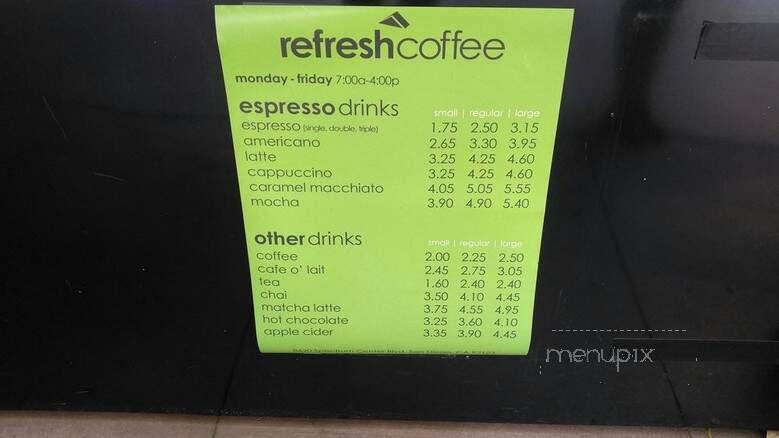 refreshcoffee
monday - friday 7:00a-4:00p
espresso drinks small | regular | large
espresso (single, double, triple) 1.75 2.50 3.15
americano 2.65 3.30 3.95
latte 3.25 4.25 4.60
cappuccino 3.25 4.25 4.60
caramel macchiato 4.05 5.05 5.55
mocha 3.90 4.90 5.40
other drinks small | regular | large
coffee 2.00 2.25 2.50
cafe o' lait 2.45 2.75 3.05
tea 1.60 2.40 2.40
chai 3.50 4.10 4.45
matcha latte 3.75 4.55 4.95
hot chocolate 3.25 3.60 4.10
apple cider 3.35 3.90 4.45
Spectrum Center Blvd, San Diego, CA
menupix